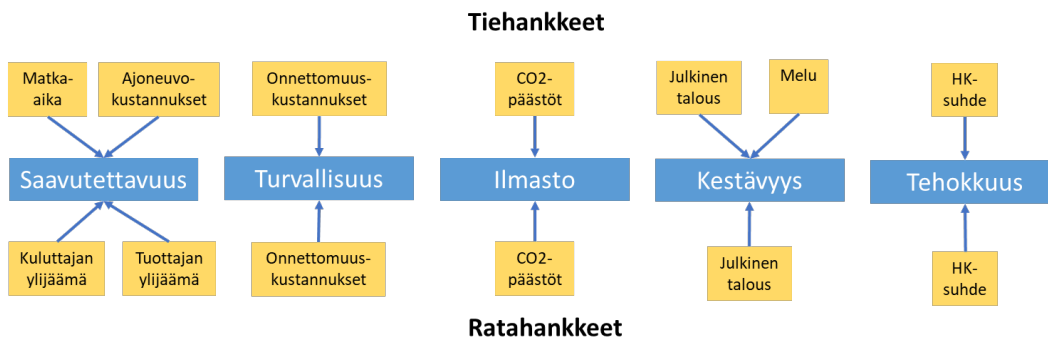 Tiehankkeet
Matka-
aika
Ajoneuvo-
kustannukset
Onnettomuus-
kustannukset
CO2-
päästöt
Julkinen
talous
Melu
HK-
suhde
Saavutettavuus
Turvallisuus
Ilmasto
Kestävyys
Tehokkuus
Kuluttajan
ylijäämä
Tuottajan
ylijäämä
Onnettomuus-
kustannukset
CO2-
päästöt
Julkinen
talous
HK-
suhde
Ratahankkeet